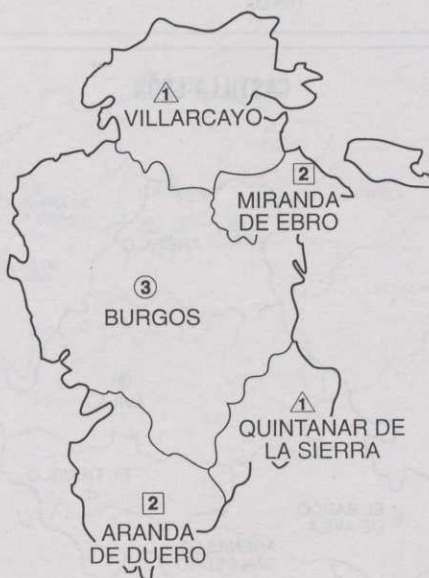 1
VILLARCAYO
2
MIRANDA
DE EBRO
3
BURGOS
1
QUINTANAR DE
LA SIERRA
2
ARANDA
DE DUERO